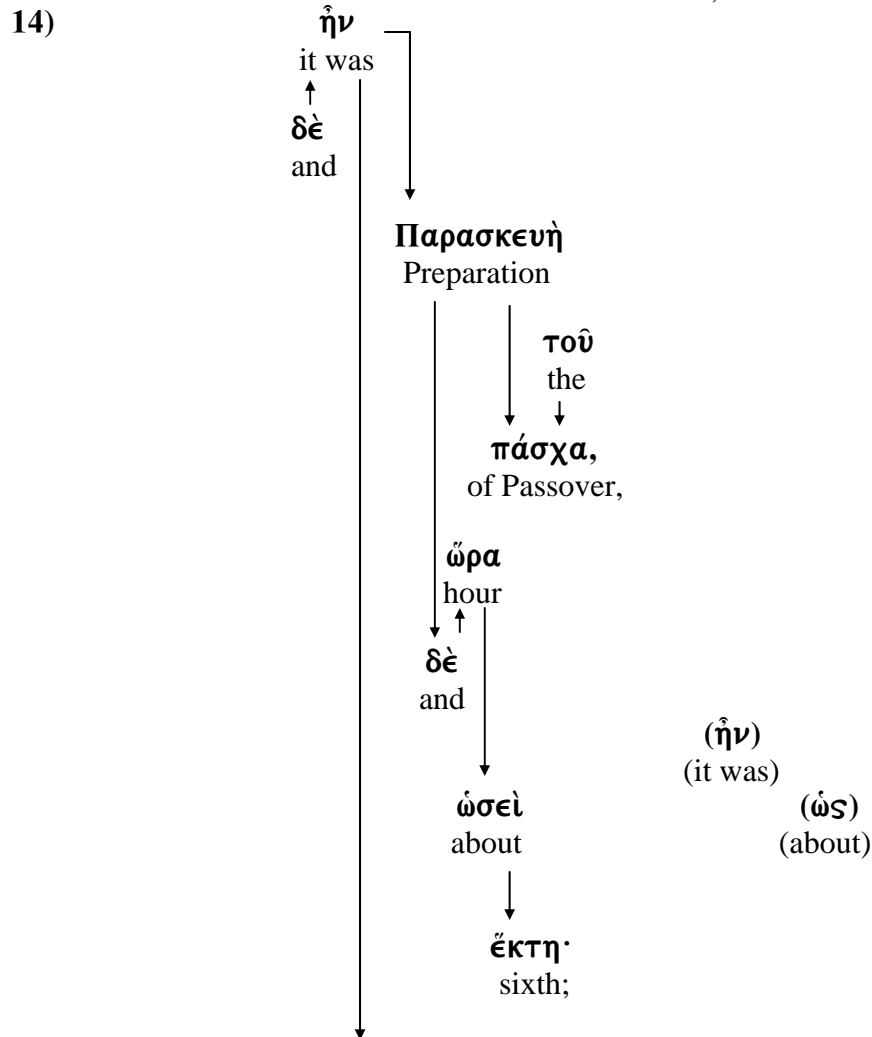 14) ἦν
it was
δὲ
and
Παρασκευὴ
Preparation
τοῦ
the
πάσχα,
of Passover,
ὥρα
hour
δὲ
and
(ἦν)
(it was)
ὡσεὶ (ὡς)
about (about)
ἕκτη·
sixth;